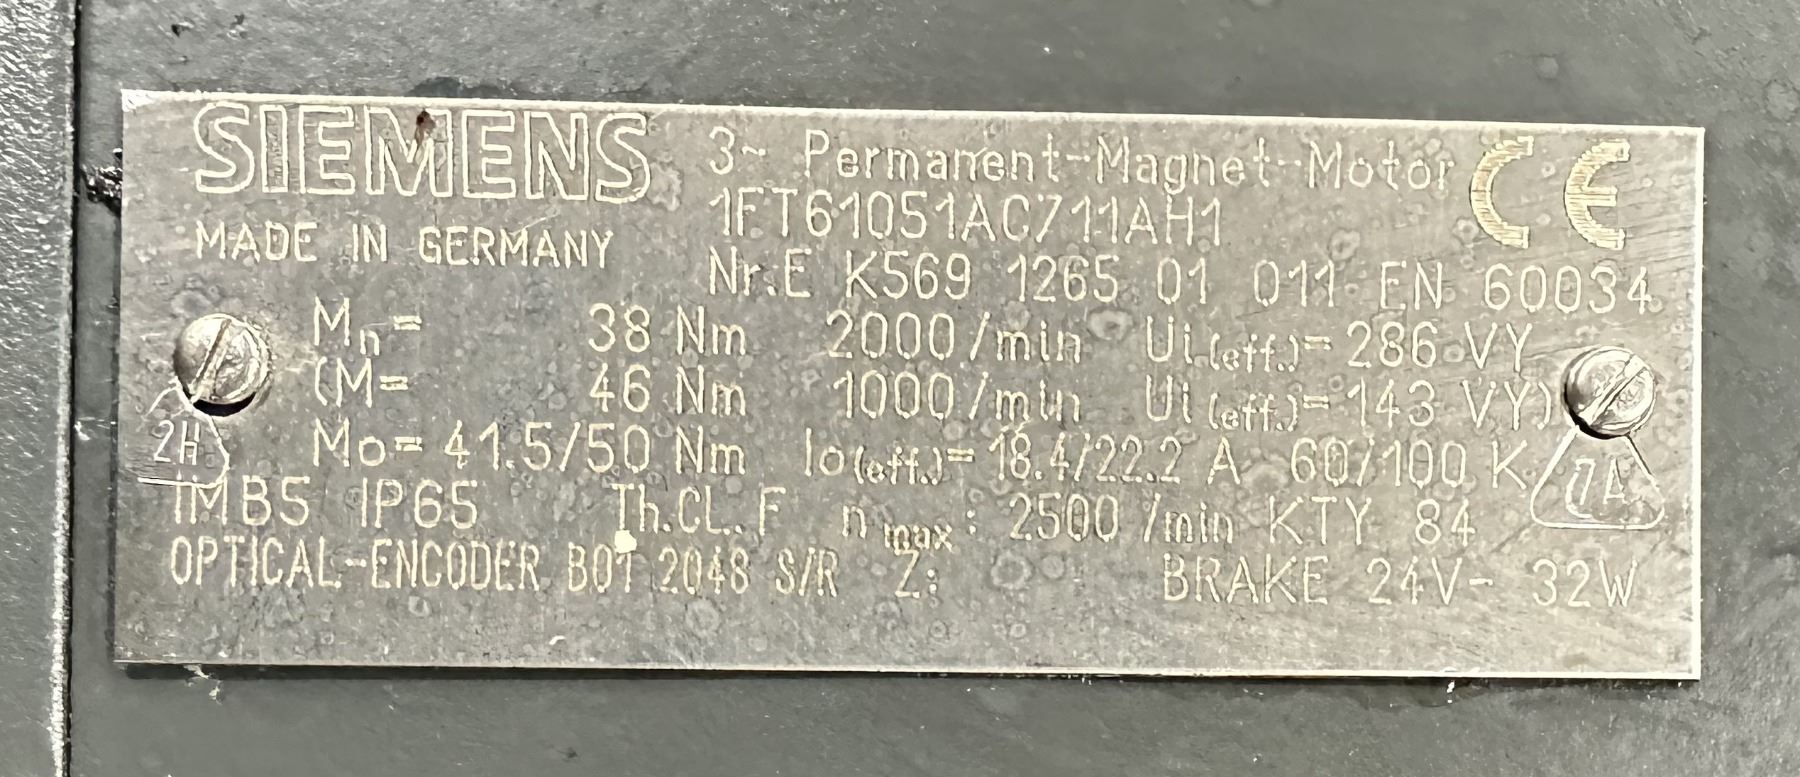 SIEMENS
MADE IN GERMANY
3~ Permanent-Magnet-Motor CE
1FT61051AC711AH1
Nr.E K569 1265 01 011 EN 60034
Mn= 38 Nm 2000/min Ui(eff.)= 286 VY
(M= 46 Nm 1000/min Ui(eff.)= 143 VY)
Mo= 41.5/50 Nm Io(eff.)= 18.4/22.2 A 60/100 K
2H
IMB5 IP65 Th.CL. F n max: 2500 /min KTY 84
OPTICAL-ENCODER B01 2048 S/R Z: BRAKE 24V- 32W